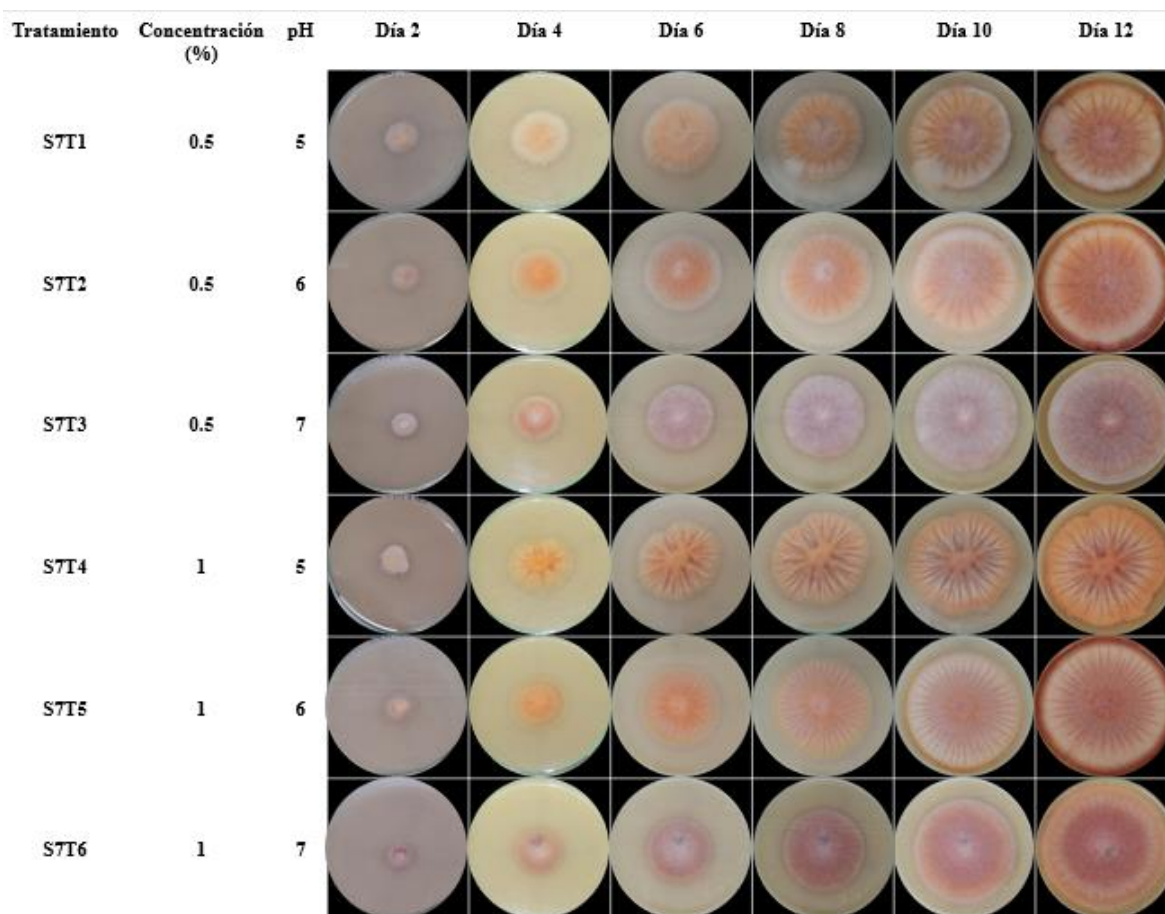 Tratamiento Concentración (%) pH Día 2 Día 4 Día 6 Día 8 Día 10 Día 12
S7T1 0.5 5
S7T2 0.5 6
S7T3 0.5 7
S7T4 1 5
S7T5 1 6
S7T6 1 7